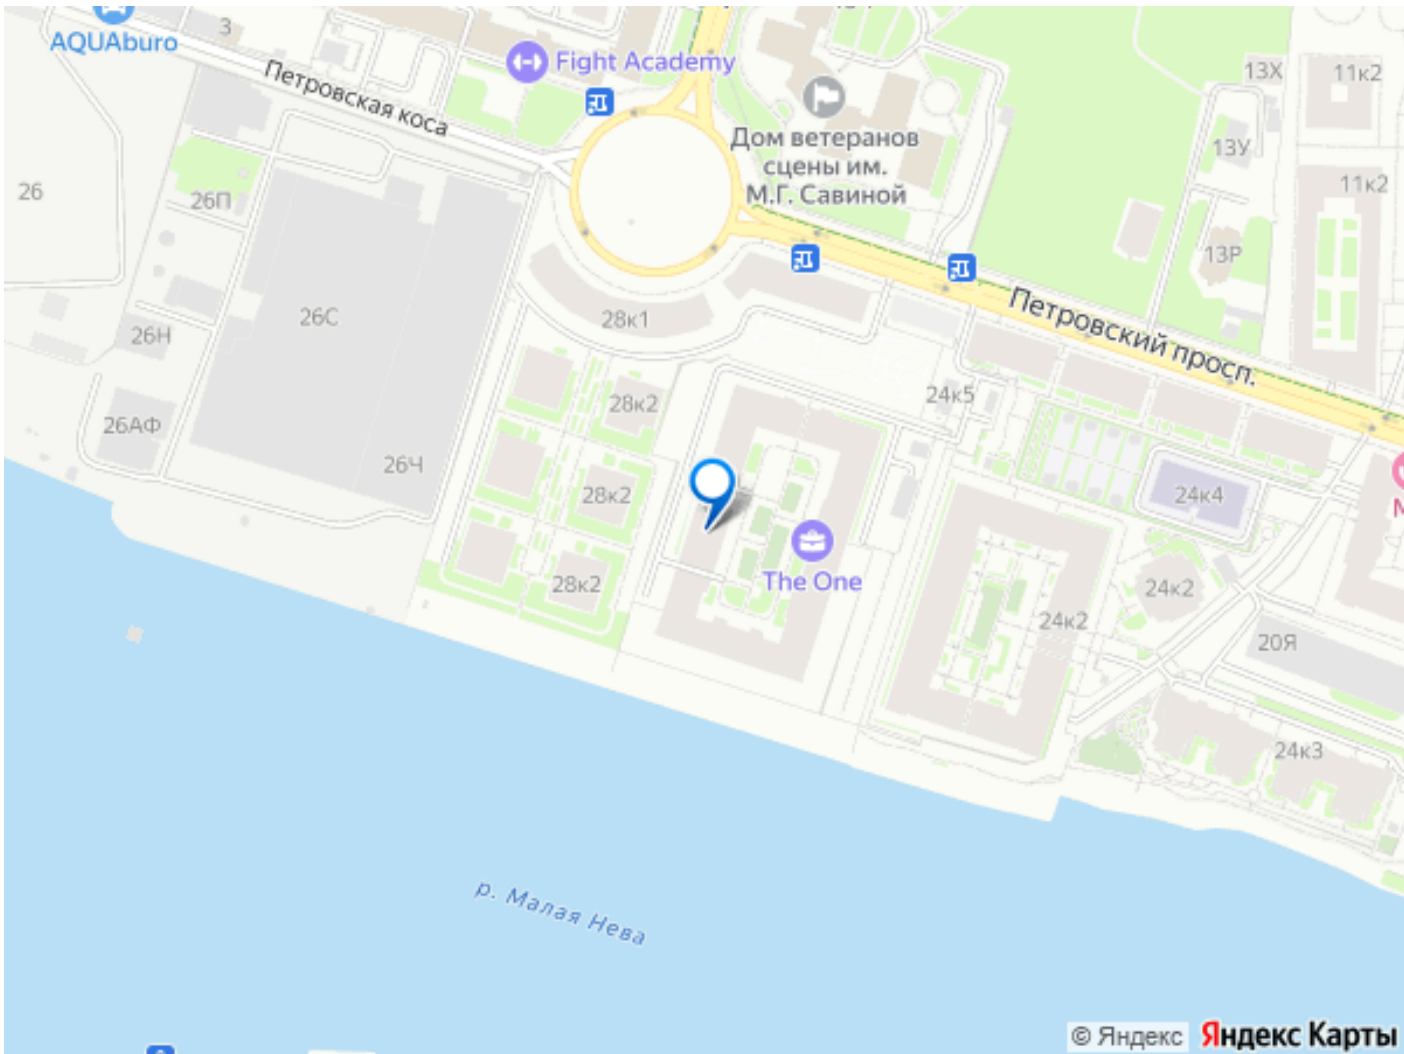 AQUAburo
3
Петровская коса
Fight Academy
Дом ветеранов
сцены им.
М.Г. Савиной
13Х
11к2
13У
11к2
13Р
26
26П
26С
26Н
26АФ
26Ч
28к1
Петровский просп.
28к2
24к5
28к2
24к4
The One
28к2
24к2
24к2
20Я
24к3
р. Малая Нева
© Яндекс
Яндекс Карты